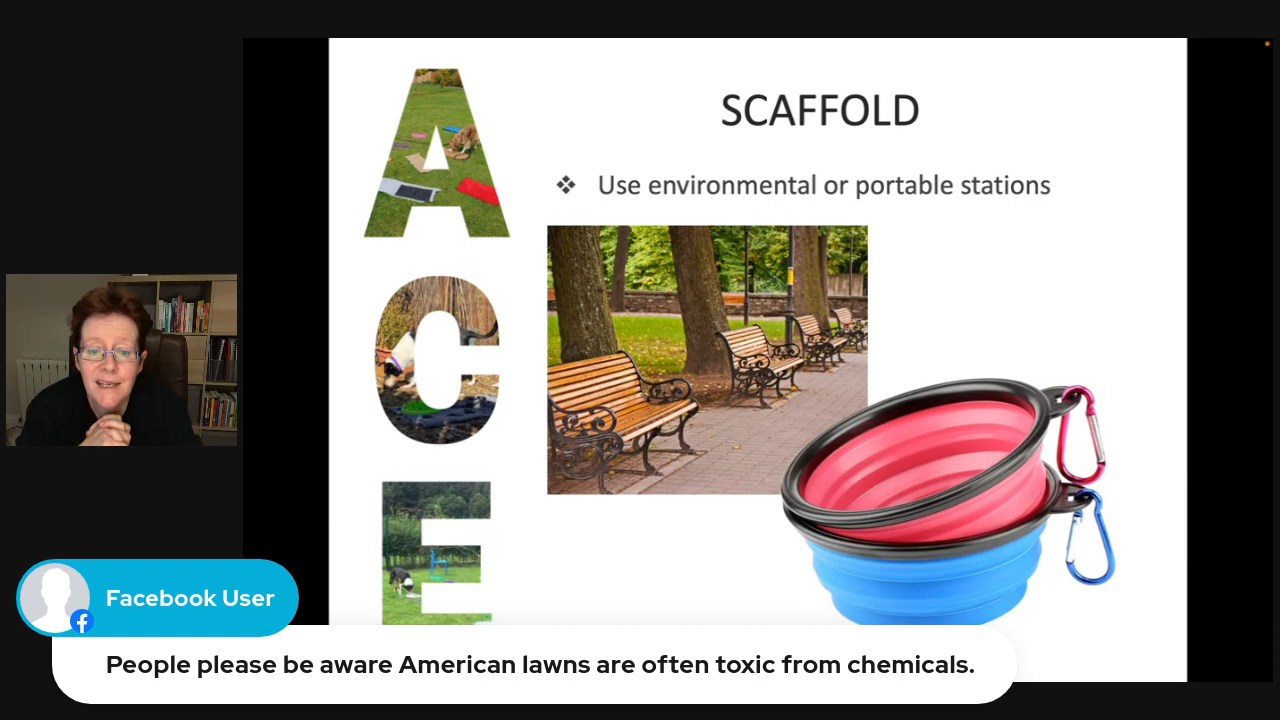 ACE
SCAFFOLD
❖ Use environmental or portable stations
Facebook User
People please be aware American lawns are often toxic from chemicals.